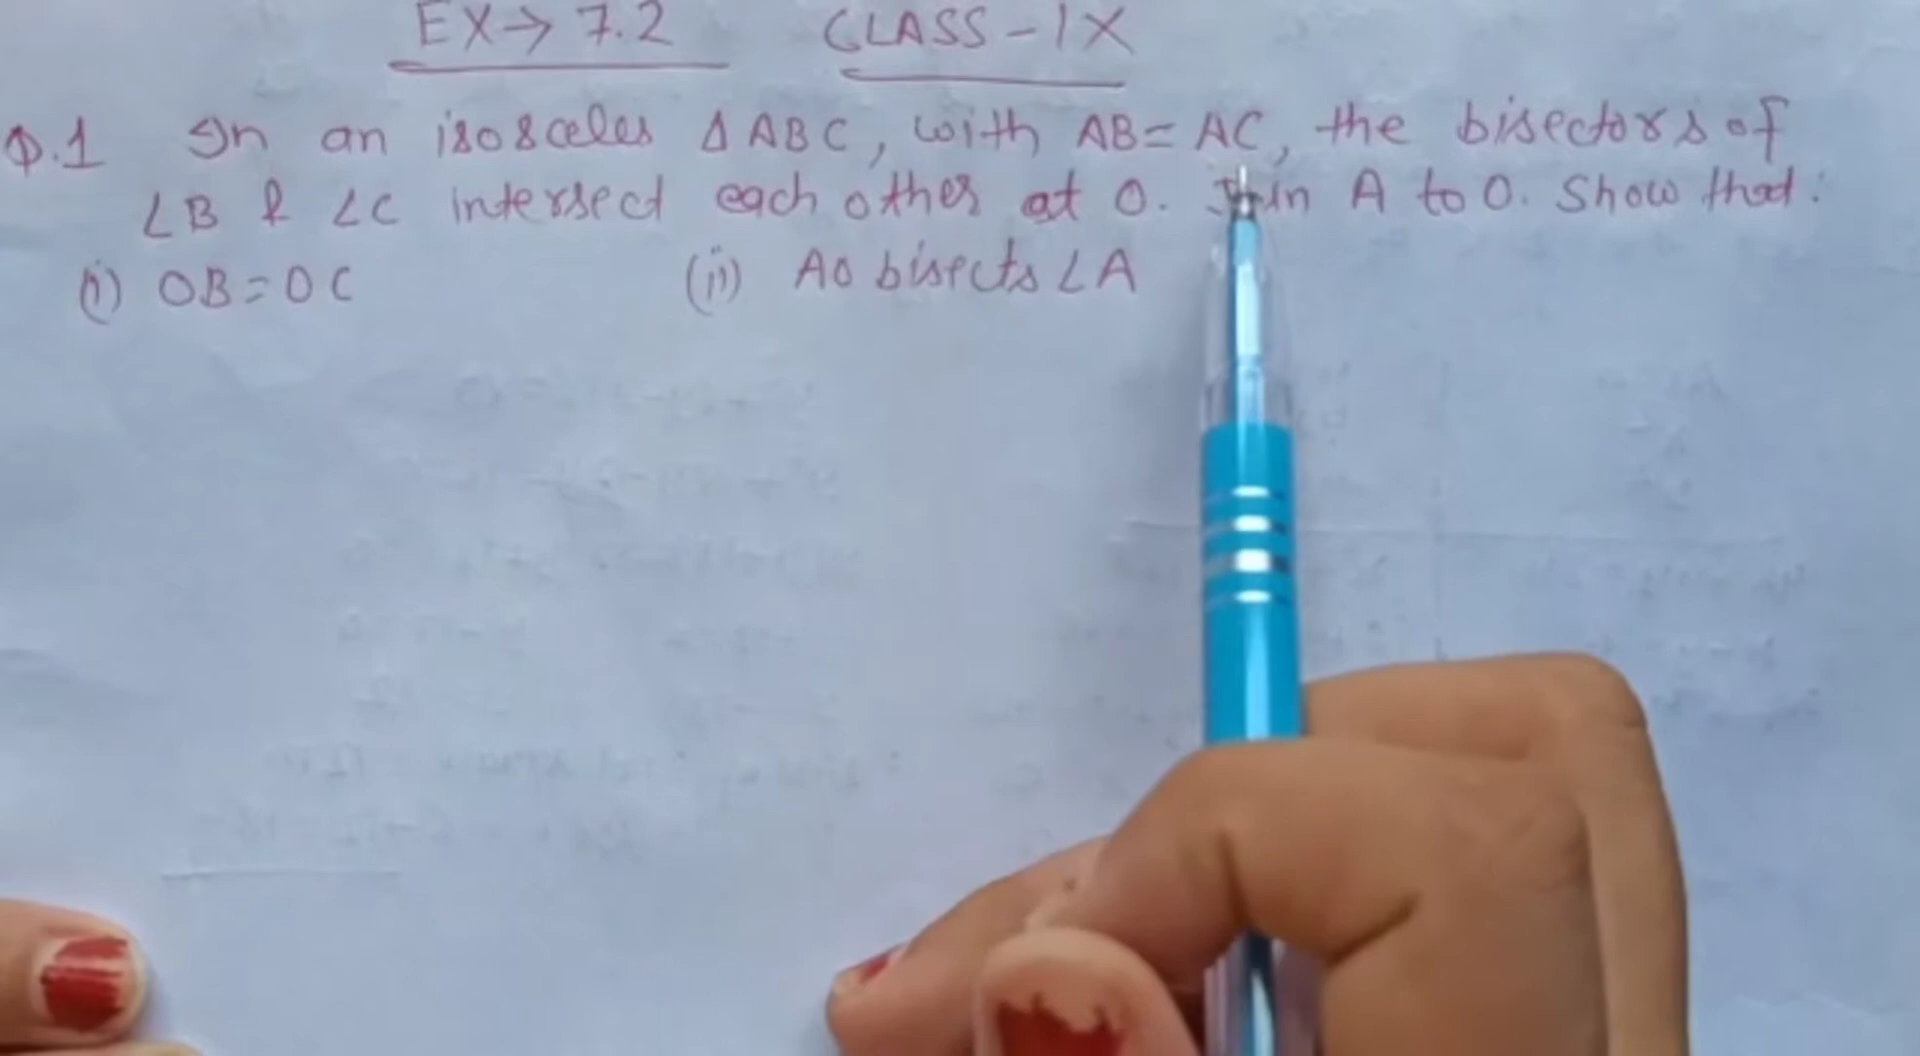 EX→ 7.2 CLASS-IX
Q.1 In an isosceles Δ ABC, with AB = AC, the bisectors of
∠B & ∠C intersect each other at O. Join A to O. Show that:
(i) OB = OC (ii) AO bisects ∠A